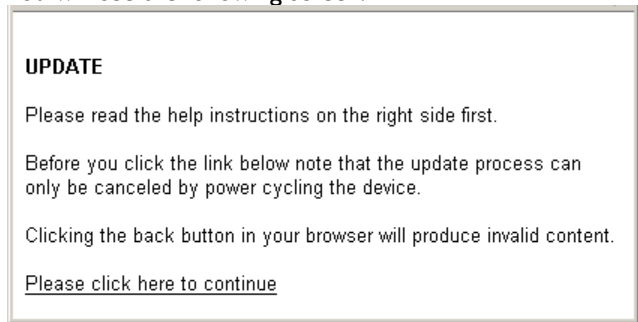 UPDATE
Please read the help instructions on the right side first.
Before you click the link below note that the update process can
only be canceled by power cycling the device.
Clicking the back button in your browser will produce invalid content.
Please click here to continue